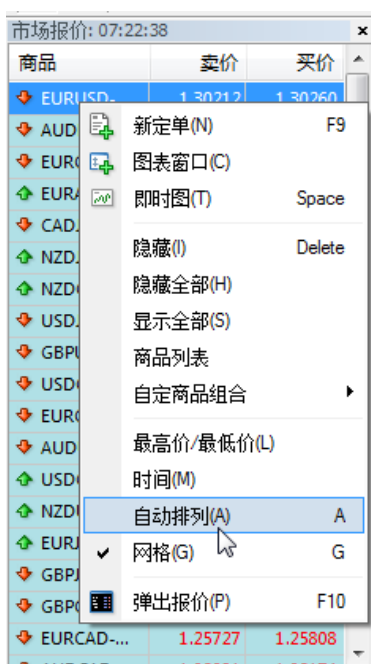 市场报价: 07:22:38
商品 卖价 买价
EURUSD- 1.30212 1.30260
AUD
EUR
EUR
CAD
NZD
NZD
USD
GBP
USD
EUR
AUD
USD
NZD
EUR
GBP
GBP
EURCAD-... 1.25727 1.25808
新定单(N) F9
图表窗口(C)
即时图(T) Space
隐藏(I) Delete
隐藏全部(H)
显示全部(S)
商品列表
自定商品组合
最高价/最低价(L)
时间(M)
自动排列(A) A
网格(G) G
弹出报价(P) F10